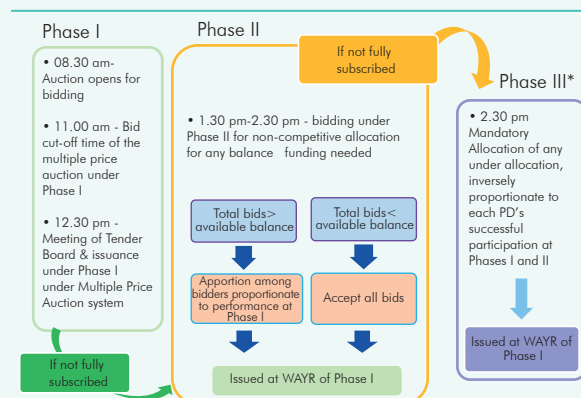 Phase I
• 08.30 am-
Auction opens for
bidding
• 11.00 am - Bid
cut-off time of the
multiple price
auction under
Phase I
• 12.30 pm -
Meeting of Tender
Board & issuance
under Phase I
under Multiple Price
Auction system
If not fully
subscribed
Phase II
If not fully
subscribed
• 1.30 pm-2.30 pm - bidding under
Phase II for non-competitive allocation
for any balance funding needed
Total bids>
available balance
Total bids<
available balance
Apportion among
bidders proportionate
to performance at
Phase I
Accept all bids
Issued at WAYR of Phase I
Phase III*
• 2.30 pm
Mandatory
Allocation of any
under allocation,
inversely
proportionate to
each PD's
successful
participation at
Phases I and II
Issued at WAYR of
Phase I